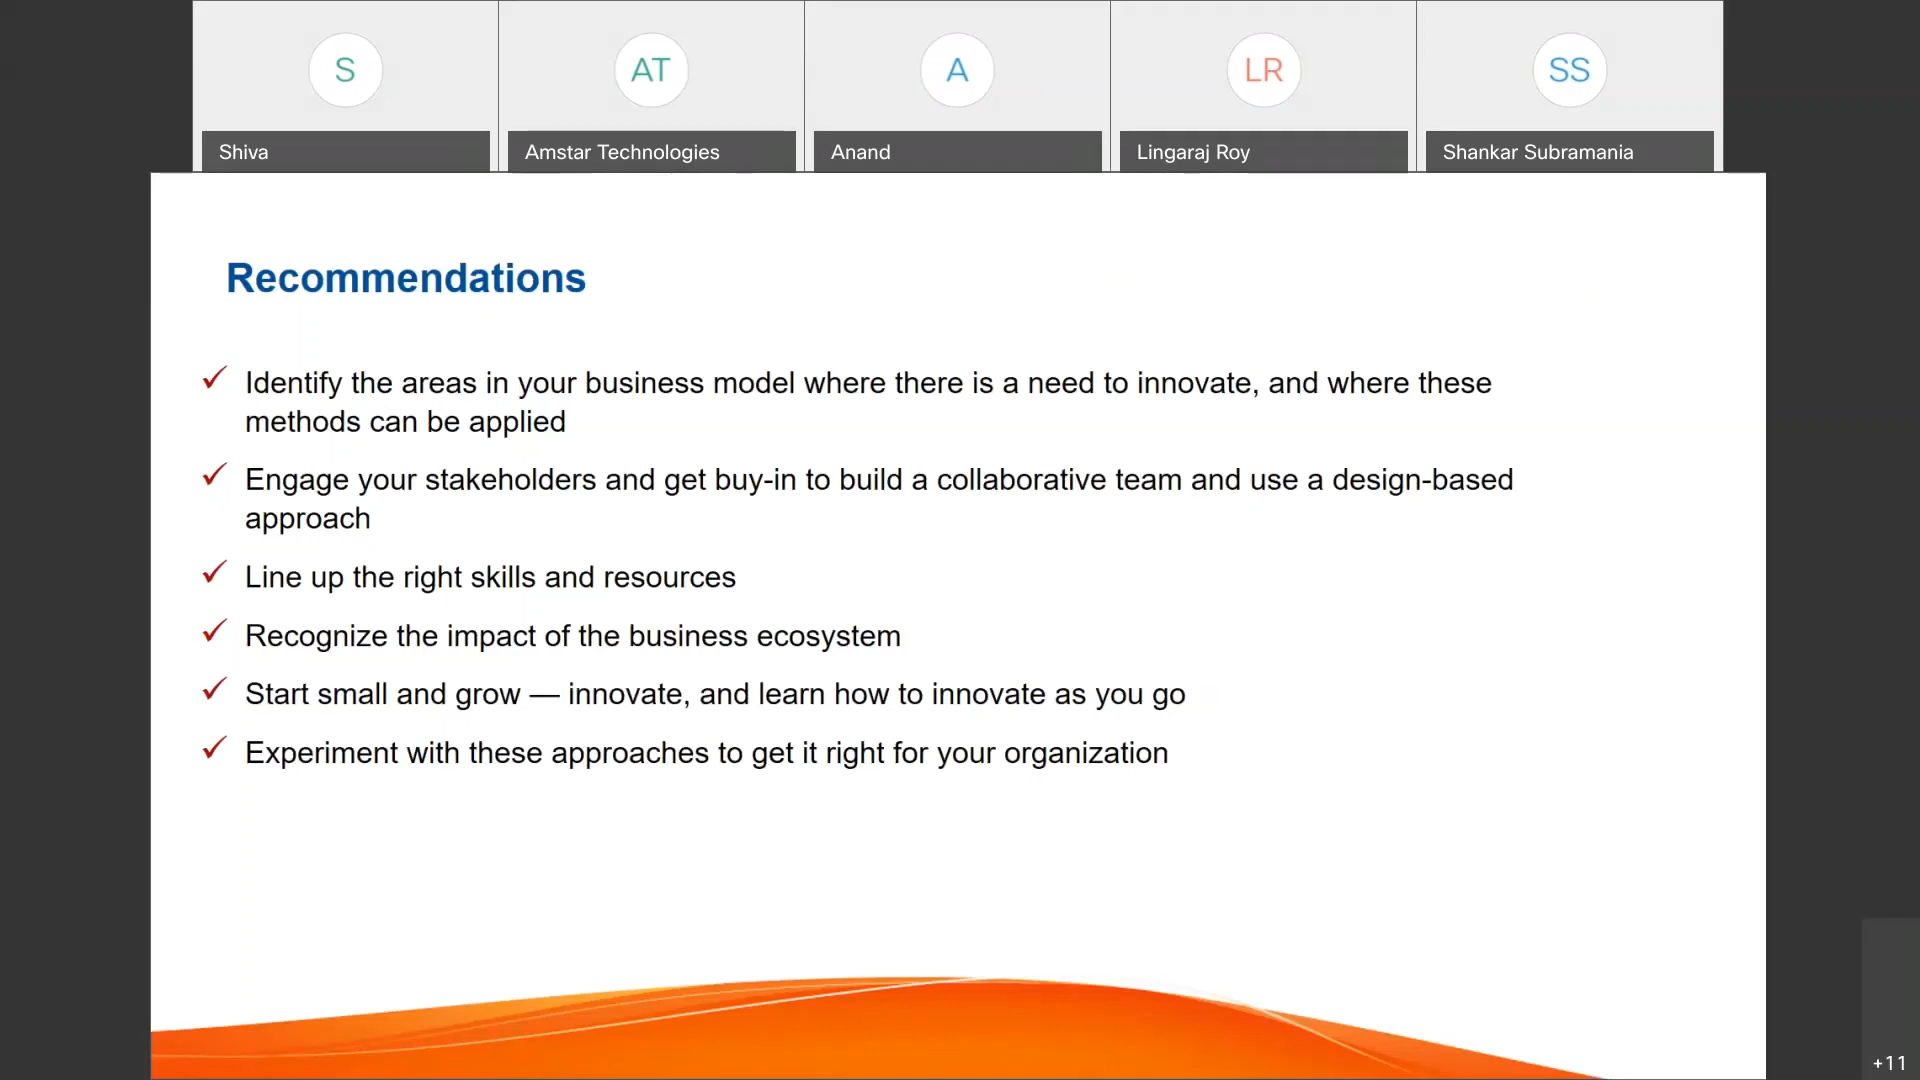 S
AT
A
LR
SS
Shiva
Amstar Technologies
Anand
Lingaraj Roy
Shankar Subramania
Recommendations
✓ Identify the areas in your business model where there is a need to innovate, and where these
methods can be applied
✓ Engage your stakeholders and get buy-in to build a collaborative team and use a design-based
approach
✓ Line up the right skills and resources
✓ Recognize the impact of the business ecosystem
✓ Start small and grow — innovate, and learn how to innovate as you go
✓ Experiment with these approaches to get it right for your organization
+11